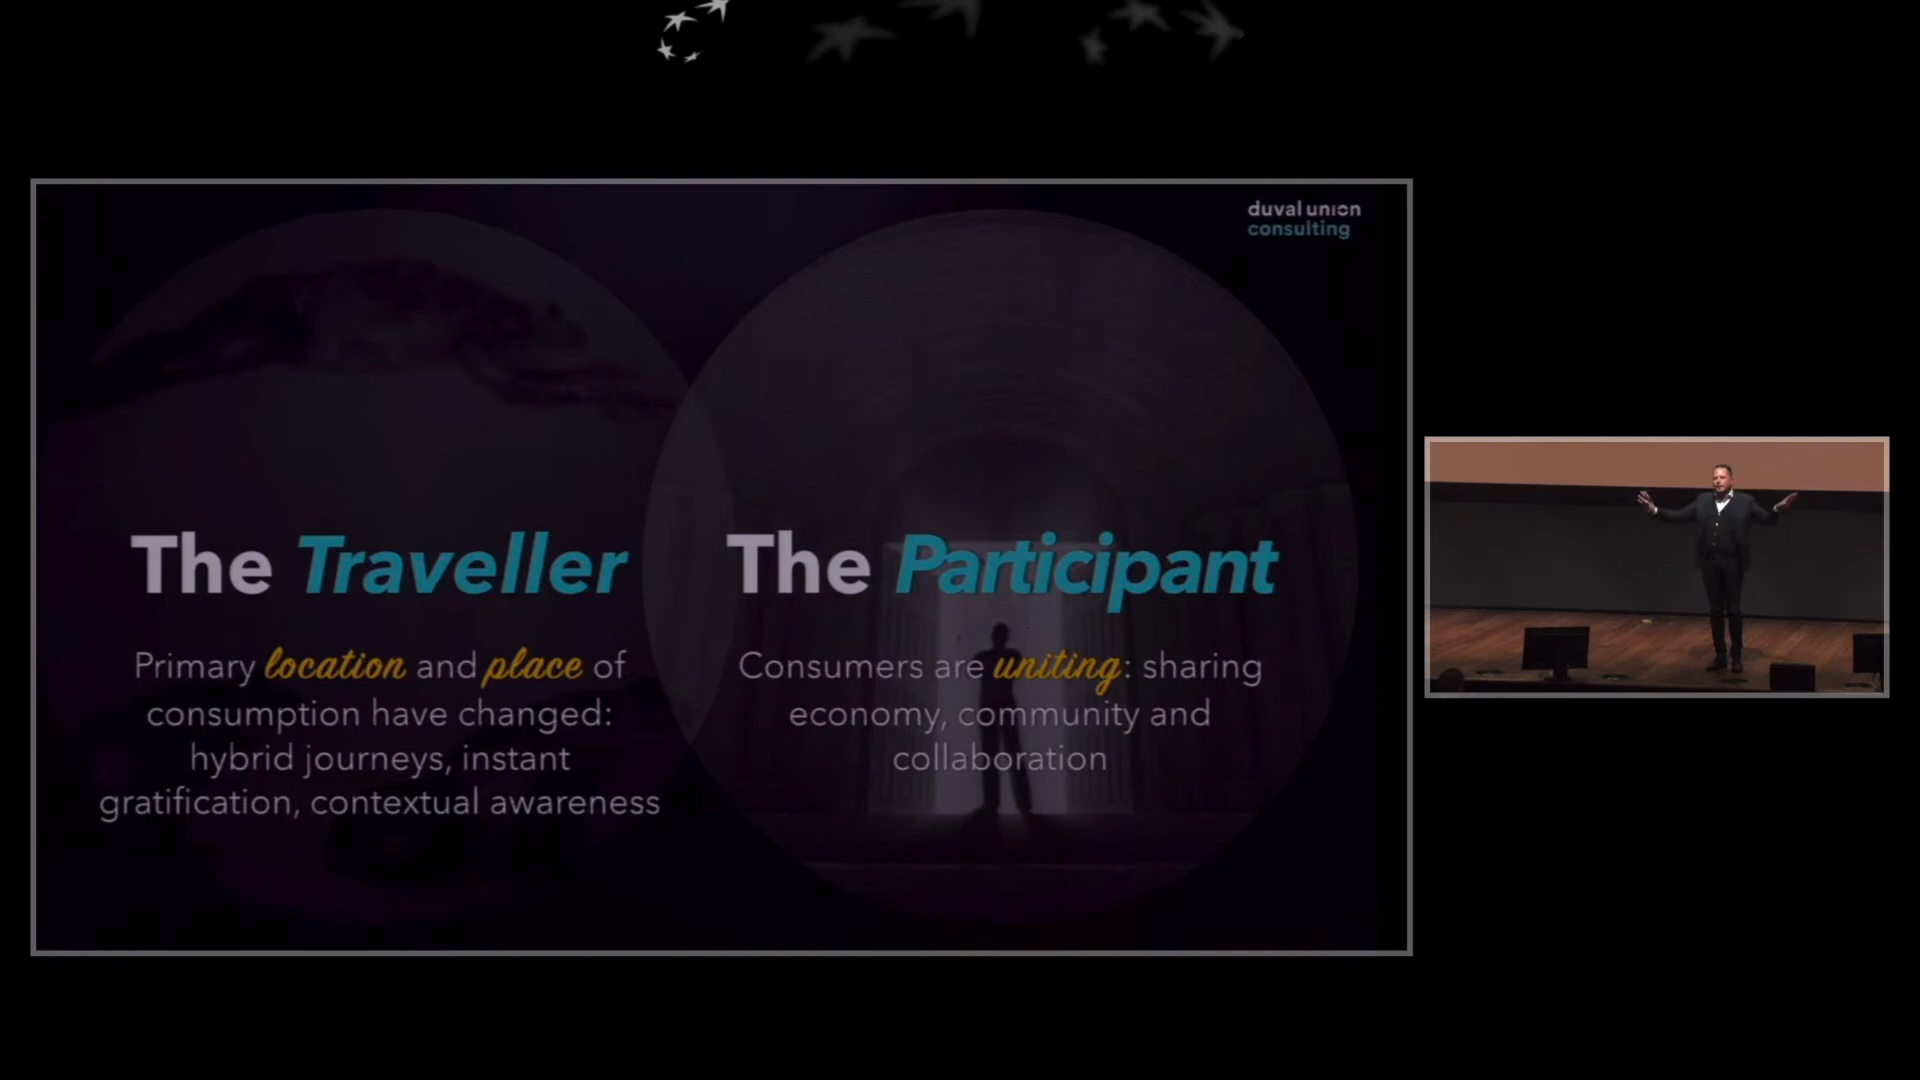 duval union
consulting
The Traveller
Primary location and place of
consumption have changed:
hybrid journeys, instant
gratification, contextual awareness
The Participant
Consumers are uniting: sharing
economy, community and
collaboration